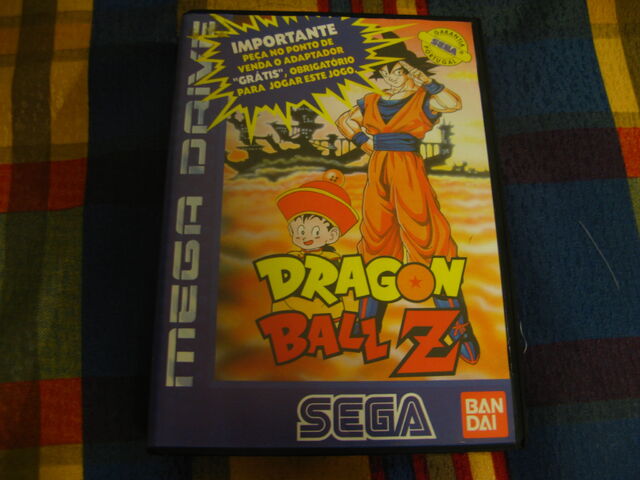 IMPORTANTE
PEÇA NO PONTO DE
VENDA O ADAPTADOR
"GRÁTIS", OBRIGATÓRIO
PARA JOGAR ESTE JOGO.
GARANTIA
SEGA
PORTUGAL
MEGA DRIVE
DRAGON
BALL Z
SEGA
BAN
DAI